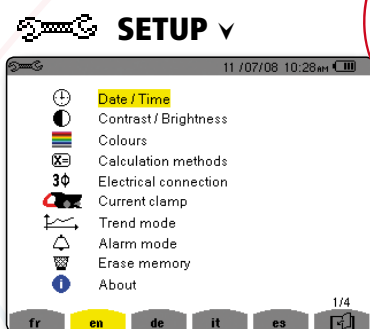 SETUP
11/07/08 10:28am
Date / Time
Contrast / Brightness
Colours
Calculation methods
3φ Electrical connection
Current clamp
Trend mode
Alarm mode
Erase memory
About
1/4
fr en de it es